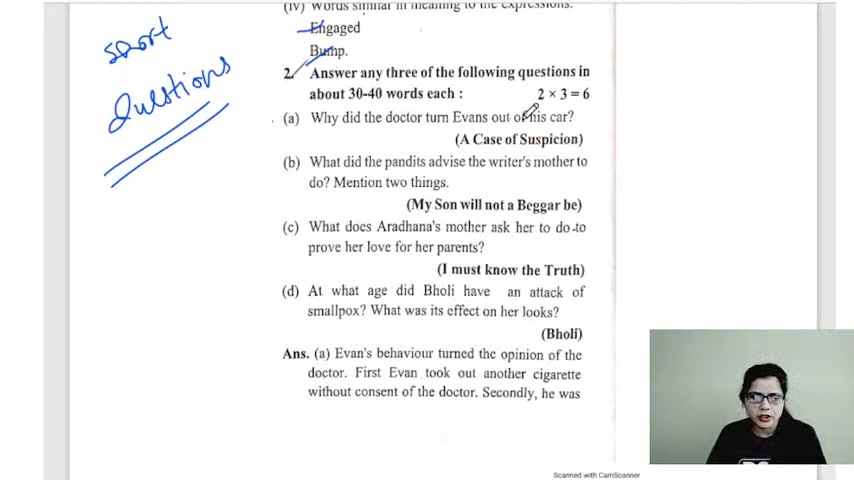 (iv) Words similar in meaning to the expressions.
Engaged
Bump.
short
Questions
2. Answer any three of the following questions in
about 30-40 words each : 2 × 3 = 6
(a) Why did the doctor turn Evans out of his car?
(A Case of Suspicion)
(b) What did the pandits advise the writer's mother to
do? Mention two things.
(My Son will not a Beggar be)
(c) What does Aradhana's mother ask her to do to
prove her love for her parents?
(I must know the Truth)
(d) At what age did Bholi have an attack of
smallpox? What was its effect on her looks?
(Bholi)
Ans. (a) Evan's behaviour turned the opinion of the
doctor. First Evan took out another cigarette
without consent of the doctor. Secondly, he was
Scanned with CamScanner